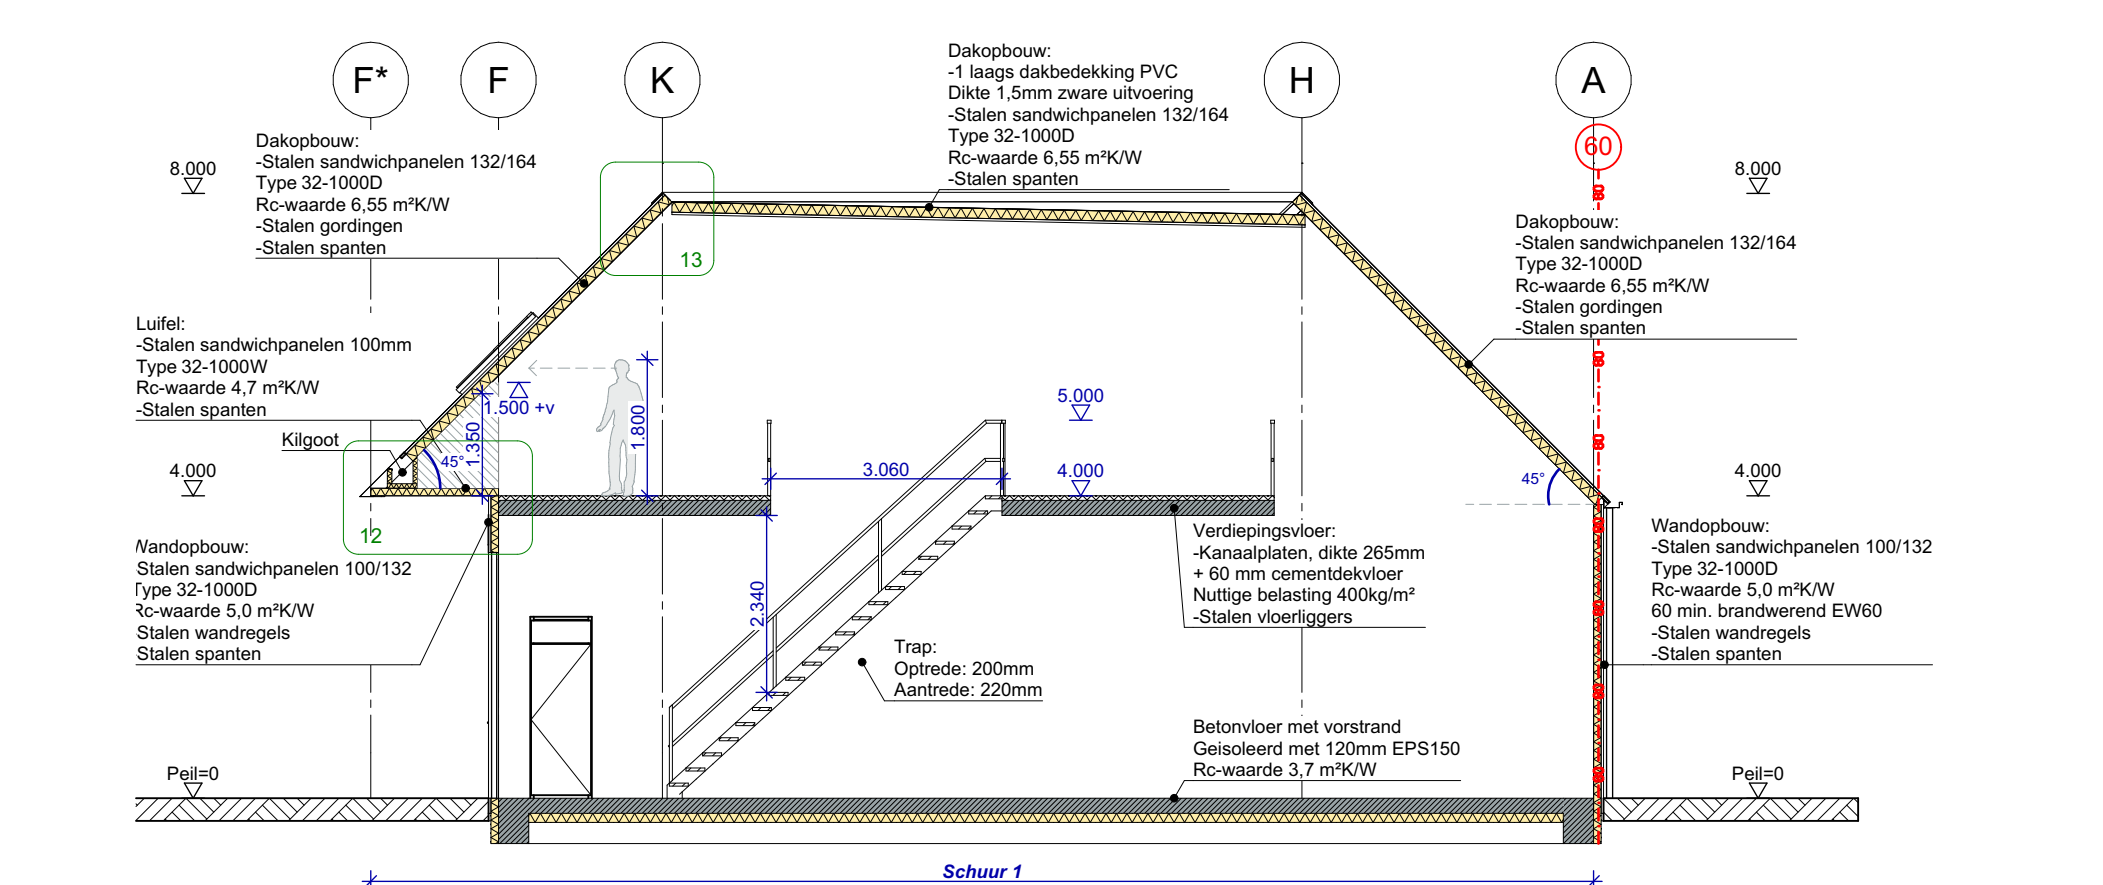 F*
F
K
H
A
60
Dakopbouw:
-1 laags dakbedekking PVC
Dikte 1,5mm zware uitvoering
-Stalen sandwichpanelen 132/164
Type 32-1000D
Rc-waarde 6,55 m²K/W
-Stalen spanten
Dakopbouw:
-Stalen sandwichpanelen 132/164
Type 32-1000D
Rc-waarde 6,55 m²K/W
-Stalen gordingen
-Stalen spanten
8.000
8.000
60
Dakopbouw:
-Stalen sandwichpanelen 132/164
Type 32-1000D
Rc-waarde 6,55 m²K/W
-Stalen gordingen
-Stalen spanten
13
Luifel:
-Stalen sandwichpanelen 100mm
Type 32-1000W
Rc-waarde 4,7 m²K/W
-Stalen spanten
60
1.500 +v
1.350
1.800
5.000
Kilgoot
45°
60
4.000
3.060
4.000
45°
4.000
12
60
Wandopbouw:
Stalen sandwichpanelen 100/132
Type 32-1000D
Rc-waarde 5,0 m²K/W
Stalen wandregels
Stalen spanten
Verdiepingsvloer:
-Kanaalplaten, dikte 265mm
+ 60 mm cementdekvloer
Nuttige belasting 400kg/m²
-Stalen vloerliggers
Wandopbouw:
-Stalen sandwichpanelen 100/132
Type 32-1000D
Rc-waarde 5,0 m²K/W
60 min. brandwerend EW60
-Stalen wandregels
-Stalen spanten
2.340
60
Trap:
Optrede: 200mm
Aantrede: 220mm
60
Betonvloer met vorstrand
Geisoleerd met 120mm EPS150
Rc-waarde 3,7 m²K/W
60
Peil=0
Peil=0
Schuur 1